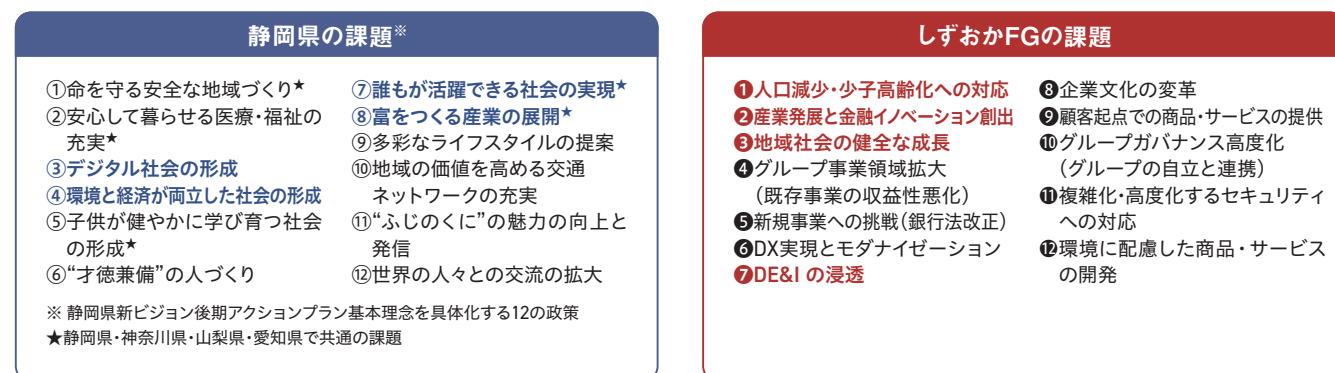 静岡県の課題※
①命を守る安全な地域づくり★
②安心して暮らせる医療・福祉の
充実★
③デジタル社会の形成
④環境と経済が両立した社会の形成
⑤子供が健やかに学び育つ社会
の形成★
⑥“才徳兼備”の人づくり
⑦誰もが活躍できる社会の実現★
⑧富をつくる産業の展開★
⑨多彩なライフスタイルの提案
⑩地域の価値を高める交通
ネットワークの充実
⑪“ふじのくに”の魅力の向上と
発信
⑫世界の人々との交流の拡大
※ 静岡県新ビジョン後期アクションプラン基本理念を具体化する12の政策
★静岡県・神奈川県・山梨県・愛知県で共通の課題
しずおかFGの課題
❶人口減少・少子高齢化への対応
❷産業発展と金融イノベーション創出
❸地域社会の健全な成長
❹グループ事業領域拡大
(既存事業の収益性悪化)
❺新規事業への挑戦(銀行法改正)
❻DX実現とモダナイゼーション
❼DE&I の浸透
❽企業文化の変革
❾顧客起点での商品・サービスの提供
❿グループガバナンス高度化
(グループの自立と連携)
⓫複雑化・高度化するセキュリティ
への対応
⓬環境に配慮した商品・サービス
の開発